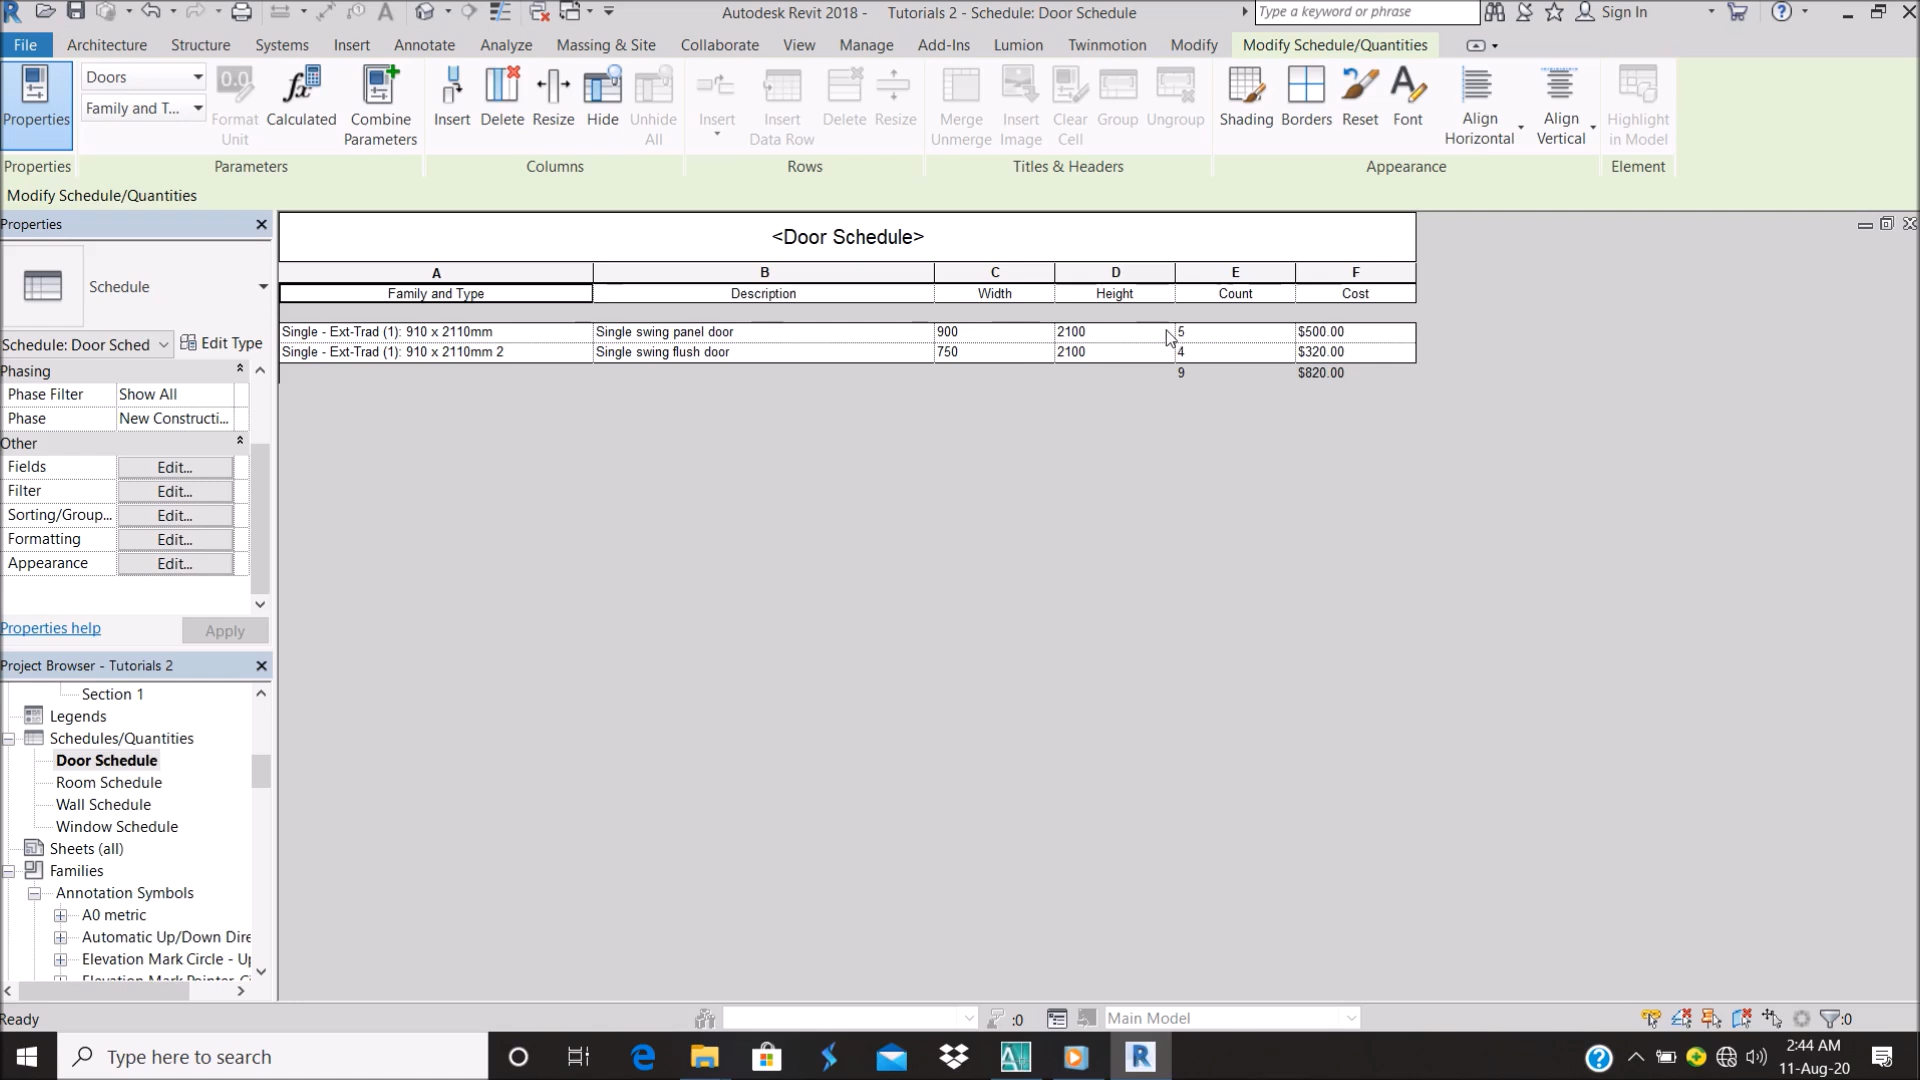 Autodesk Revit 2018 - Tutorials 2 - Schedule: Door Schedule
Type a keyword or phrase
Sign In
File Architecture Structure Systems Insert Annotate Analyze Massing & Site Collaborate View Manage Add-Ins Lumion Twinmotion Modify Modify Schedule/Quantities
Properties
Doors
Family and T...
0.0
Format Unit
fx
Calculated
Combine Parameters
Insert Delete Resize Hide Unhide All
Insert Insert Data Row Delete Resize
Merge Unmerge Insert Image Clear Cell Group Ungroup
Shading Borders Reset Font Align Horizontal Align Vertical
Highlight in Model
Properties Parameters Columns Rows Titles & Headers Appearance Element
Modify Schedule/Quantities
Properties
Schedule
Schedule: Door Sched
Edit Type
Phasing
Phase Filter Show All
Phase New Constructi...
Other
Fields Edit...
Filter Edit...
Sorting/Group... Edit...
Formatting Edit...
Appearance Edit...
Properties help
Apply
Project Browser - Tutorials 2
Section 1
Legends
Schedules/Quantities
Door Schedule
Room Schedule
Wall Schedule
Window Schedule
Sheets (all)
Families
Annotation Symbols
A0 metric
Automatic Up/Down Dire
Elevation Mark Circle - Up
<Door Schedule>
A B C D E F
Family and Type Description Width Height Count Cost
Single - Ext-Trad (1): 910 x 2110mm Single swing panel door 900 2100 5 $500.00
Single - Ext-Trad (1): 910 x 2110mm 2 Single swing flush door 750 2100 4 $320.00
9 $820.00
Ready
:0
Main Model
:0
Type here to search
2:44 AM
11-Aug-20